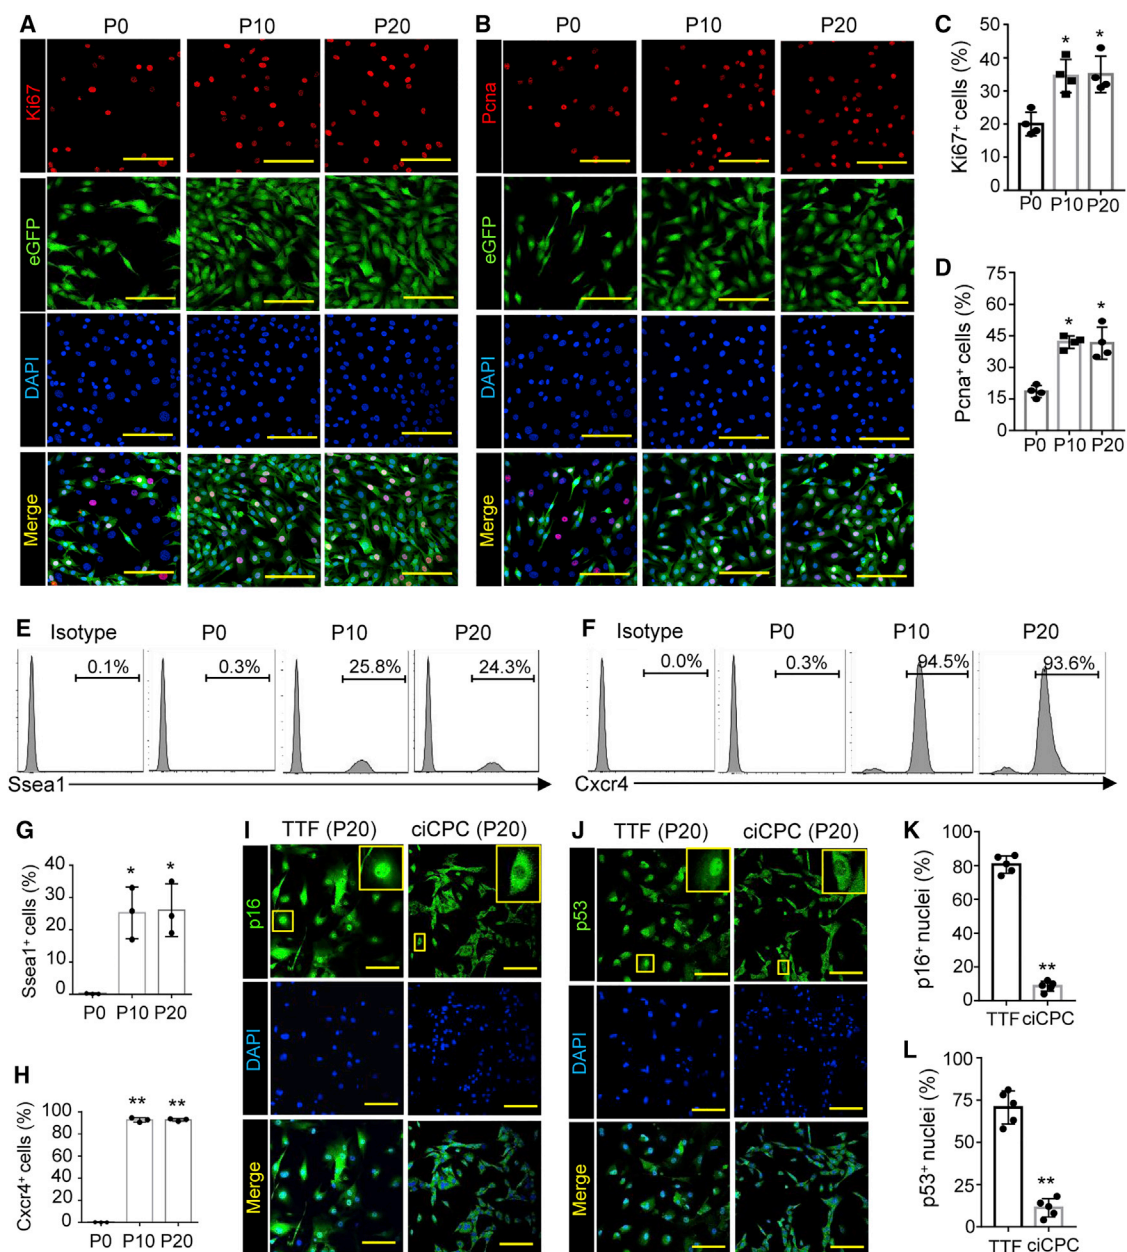 A
P0 P10 P20
Ki67
eGFP
DAPI
Merge
B
P0 P10 P20
Pcna
eGFP
DAPI
Merge
C
Ki67⁺ cells (%)
50
40
30
20
10
0
P0 P10 P20
* *
D
Pcna⁺ cells (%)
75
60
45
30
15
0
P0 P10 P20
* *
E
Isotype P0 P10 P20
0.1% 0.3% 25.8% 24.3%
Ssea1
F
Isotype P0 P10 P20
0.0% 0.3% 94.5% 93.6%
Cxcr4
G
Ssea1⁺ cells (%)
40
30
20
10
0
P0 P10 P20
* *
H
Cxcr4⁺ cells (%)
100
80
60
40
20
0
P0 P10 P20
** **
I
TTF (P20) ciCPC (P20)
p16
DAPI
Merge
J
TTF (P20) ciCPC (P20)
p53
DAPI
Merge
K
p16⁺ nuclei (%)
100
80
60
40
20
0
TTF ciCPC
**
L
p53⁺ nuclei (%)
100
75
50
25
0
TTF ciCPC
**